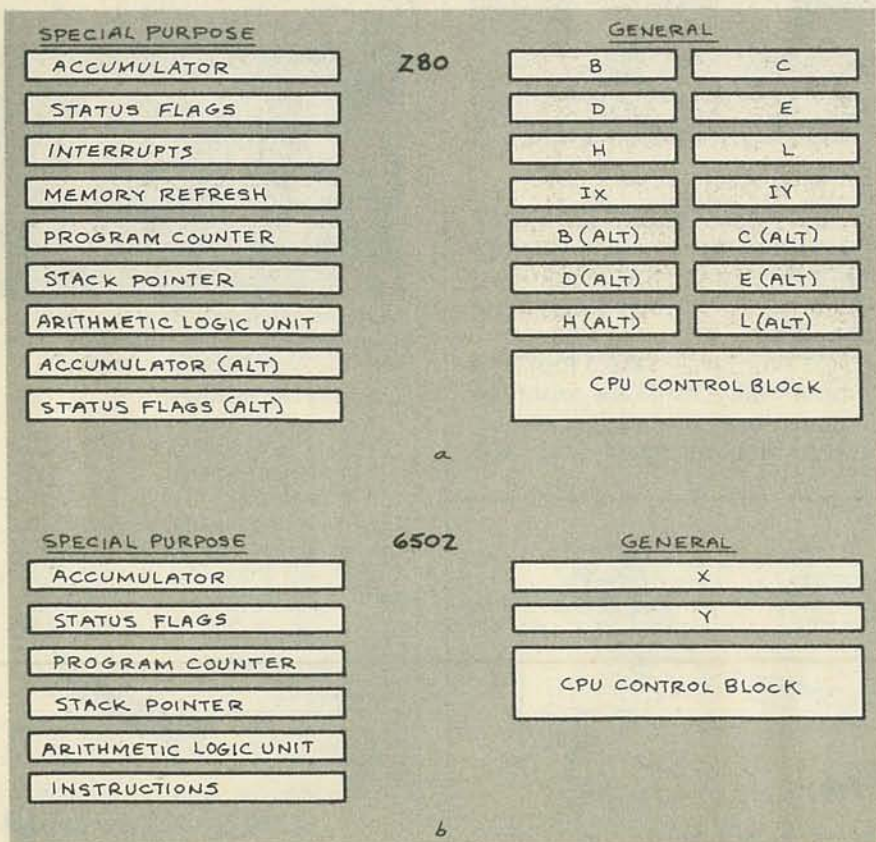 SPECIAL PURPOSE
Z80
GENERAL
ACCUMULATOR
B
C
STATUS FLAGS
D
E
INTERRUPTS
H
L
MEMORY REFRESH
IX
IY
PROGRAM COUNTER
B (ALT)
C (ALT)
STACK POINTER
D (ALT)
E (ALT)
ARITHMETIC LOGIC UNIT
H (ALT)
L (ALT)
ACCUMULATOR (ALT)
CPU CONTROL BLOCK
STATUS FLAGS (ALT)
a
SPECIAL PURPOSE
6502
GENERAL
ACCUMULATOR
X
STATUS FLAGS
Y
PROGRAM COUNTER
CPU CONTROL BLOCK
STACK POINTER
ARITHMETIC LOGIC UNIT
INSTRUCTIONS
b